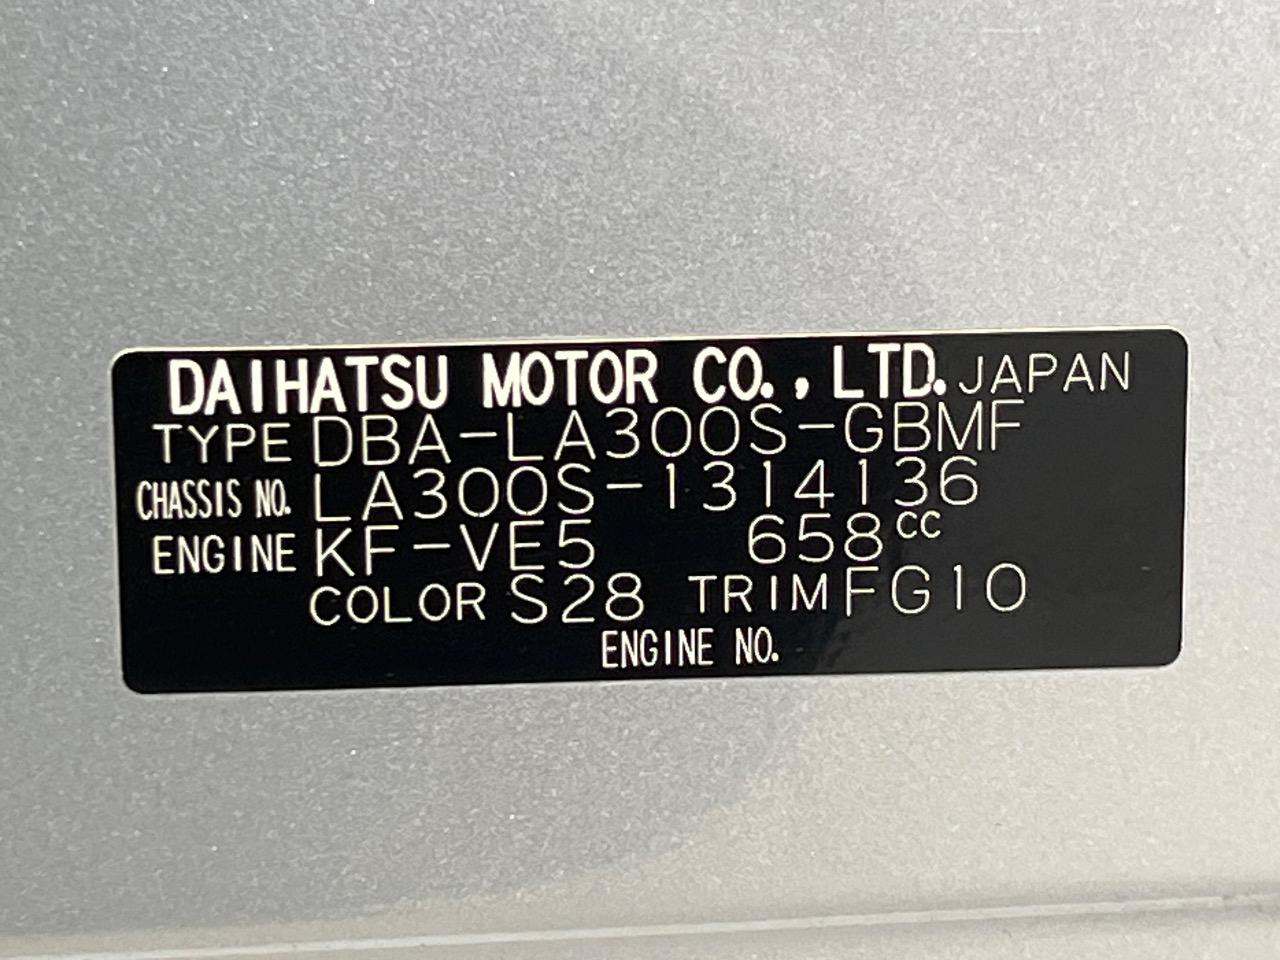 DAIHATSU MOTOR CO., LTD. JAPAN
TYPE DBA-LA300S-GBMF
CHASSIS NO. LA300S-1314136
ENGINE KF-VE5 658cc
COLOR S28 TRIM FG10
ENGINE NO.